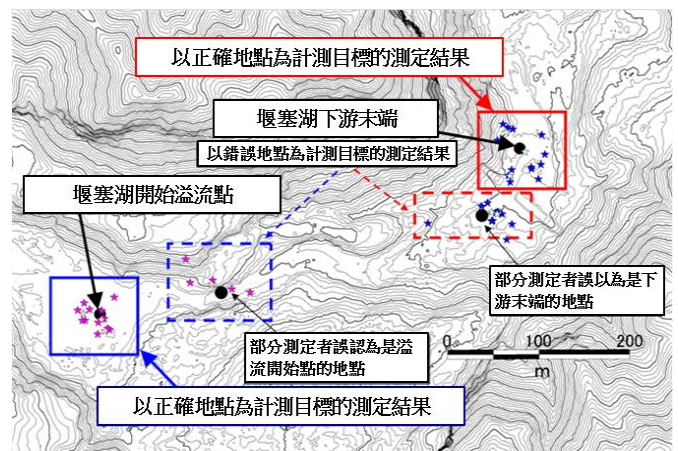 以正確地點為計測目標的測定結果
堰塞湖下游末端
以錯誤地點為計測目標的測定結果
堰塞湖開始溢流點
部分測定者誤以為是下
游末端的地點
部分測定者誤認為是溢
流開始點的地點
0 100 200
m
以正確地點為計測目標的測定結果